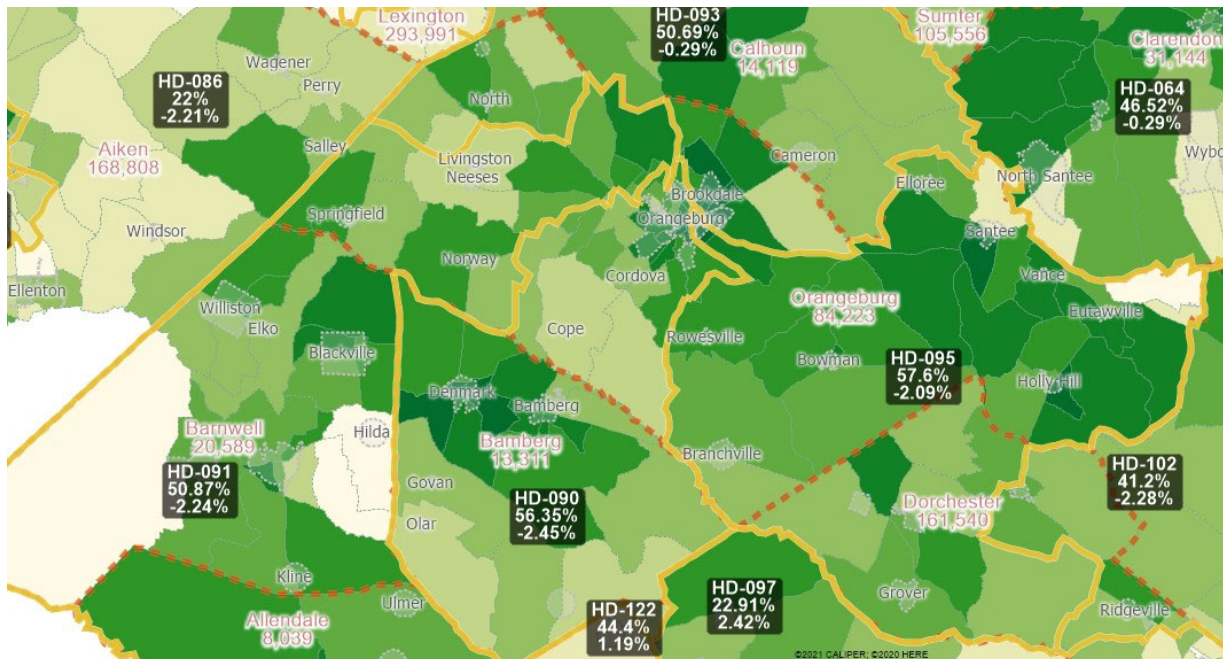 Lexington
293,991
HD-093
50.69%
-0.29%
Sumter
105,556
Clarendon
31,144
Calhoun
14,119
Wagener
Perry
HD-086
22%
-2.21%
North
HD-064
46.52%
-0.29%
Aiken
168,808
Salley
Livingston
Neeses
Cameron
Elloree
North Santee
Wybo
Brookdale
Orangeburg
Springfield
Windsor
Santee
Norway
Cordova
Vance
Ellenton
Williston
Elko
Orangeburg
84,223
Eutawville
Cope
Rowesville
Blackville
Bowman
HD-095
57.6%
-2.09%
Holly Hill
Denmark
Bamberg
Barnwell
20,589
Hilda
Bamberg
13,311
Branchville
HD-091
50.87%
-2.24%
Govan
HD-090
56.35%
-2.45%
HD-102
41.2%
-2.28%
Olar
Dorchester
161,540
Kline
Ulmer
HD-097
22.91%
2.42%
Grover
Ridgeville
Allendale
8,039
HD-122
44.4%
1.19%
©2021 CALIPER; ©2020 HERE